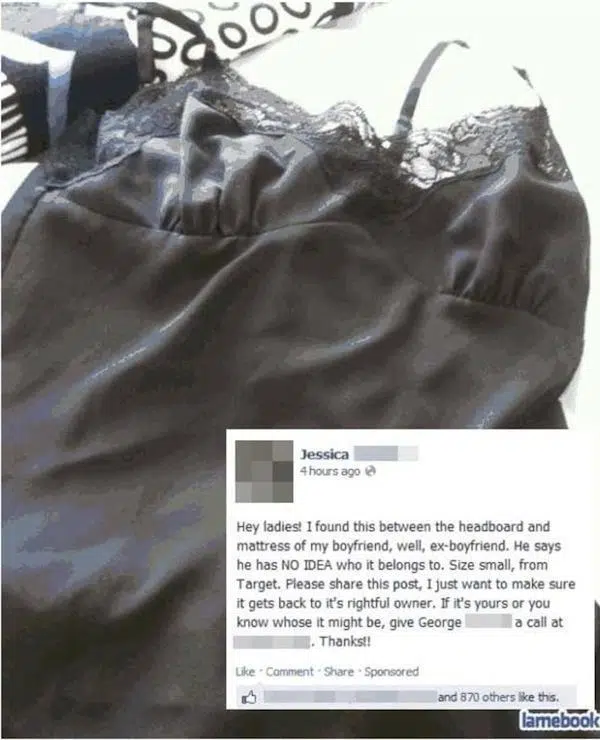 Jessica
4 hours ago
Hey ladies! I found this between the headboard and
mattress of my boyfriend, well, ex-boyfriend. He says
he has NO IDEA who it belongs to. Size small, from
Target. Please share this post, I just want to make sure
it gets back to it's rightful owner. If it's yours or you
know whose it might be, give George a call at
. Thanks!!
Like · Comment · Share · Sponsored
and 870 others like this.
lamebook